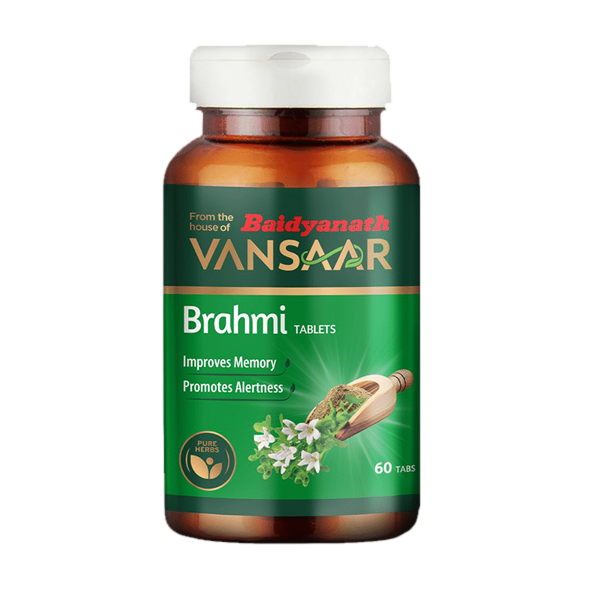 From the
house of Baidyanath
VANSAAR
Brahmi TABLETS
Improves Memory
Promotes Alertness
PURE
HERBS
60 TABS